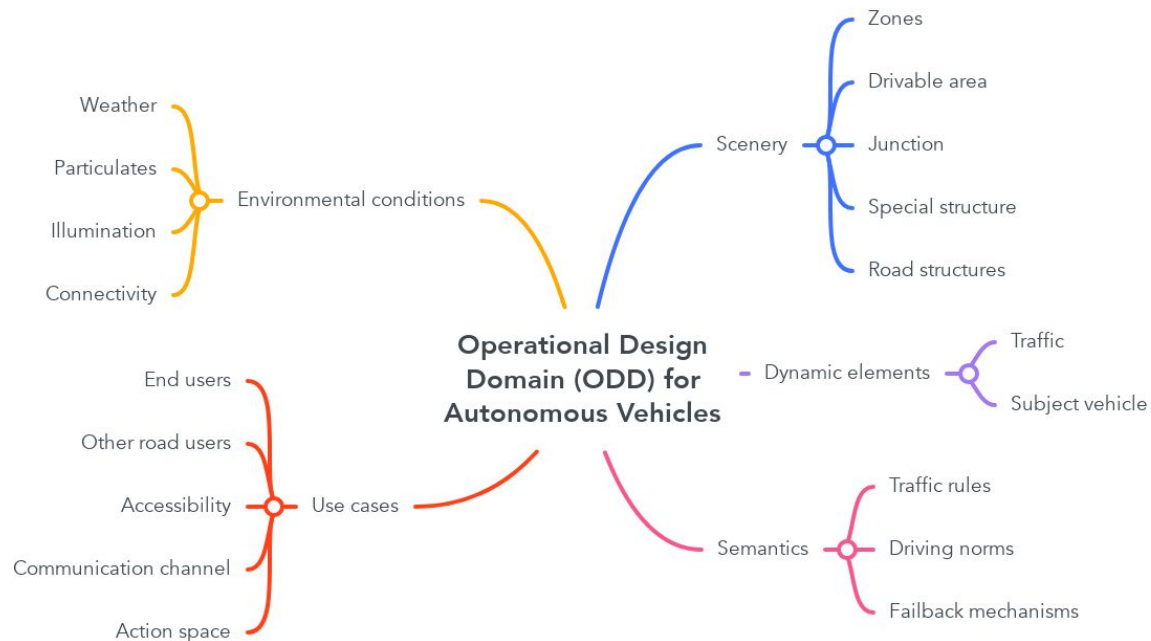 Operational Design
Domain (ODD) for
Autonomous Vehicles
Environmental conditions
Weather
Particulates
Illumination
Connectivity
Use cases
End users
Other road users
Accessibility
Communication channel
Action space
Scenery
Zones
Drivable area
Junction
Special structure
Road structures
Dynamic elements
Traffic
Subject vehicle
Semantics
Traffic rules
Driving norms
Failback mechanisms